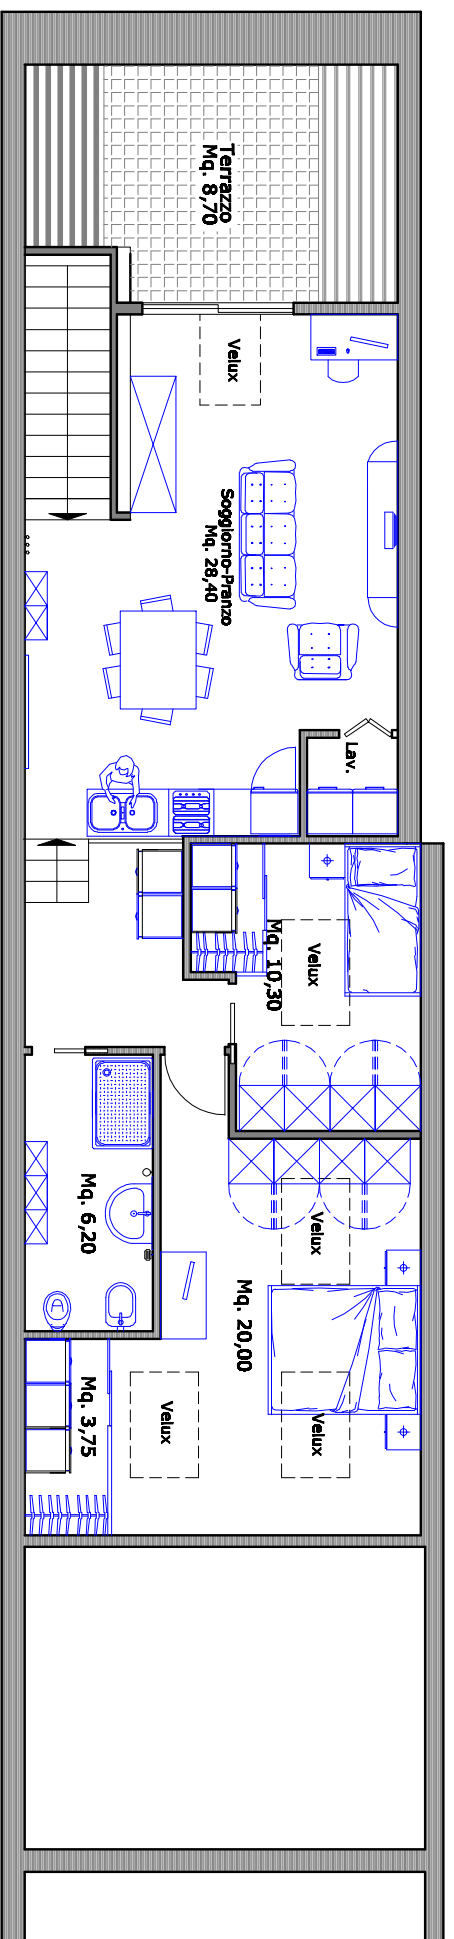 Terrazzo
Mq. 8,70
Velux
Soggiorno-Pranzo
Mq. 28,40
Lav.
Mq. 10,30
Velux
Mq. 6,20
Velux
Mq. 20,00
Mq. 3,75
Velux
Velux